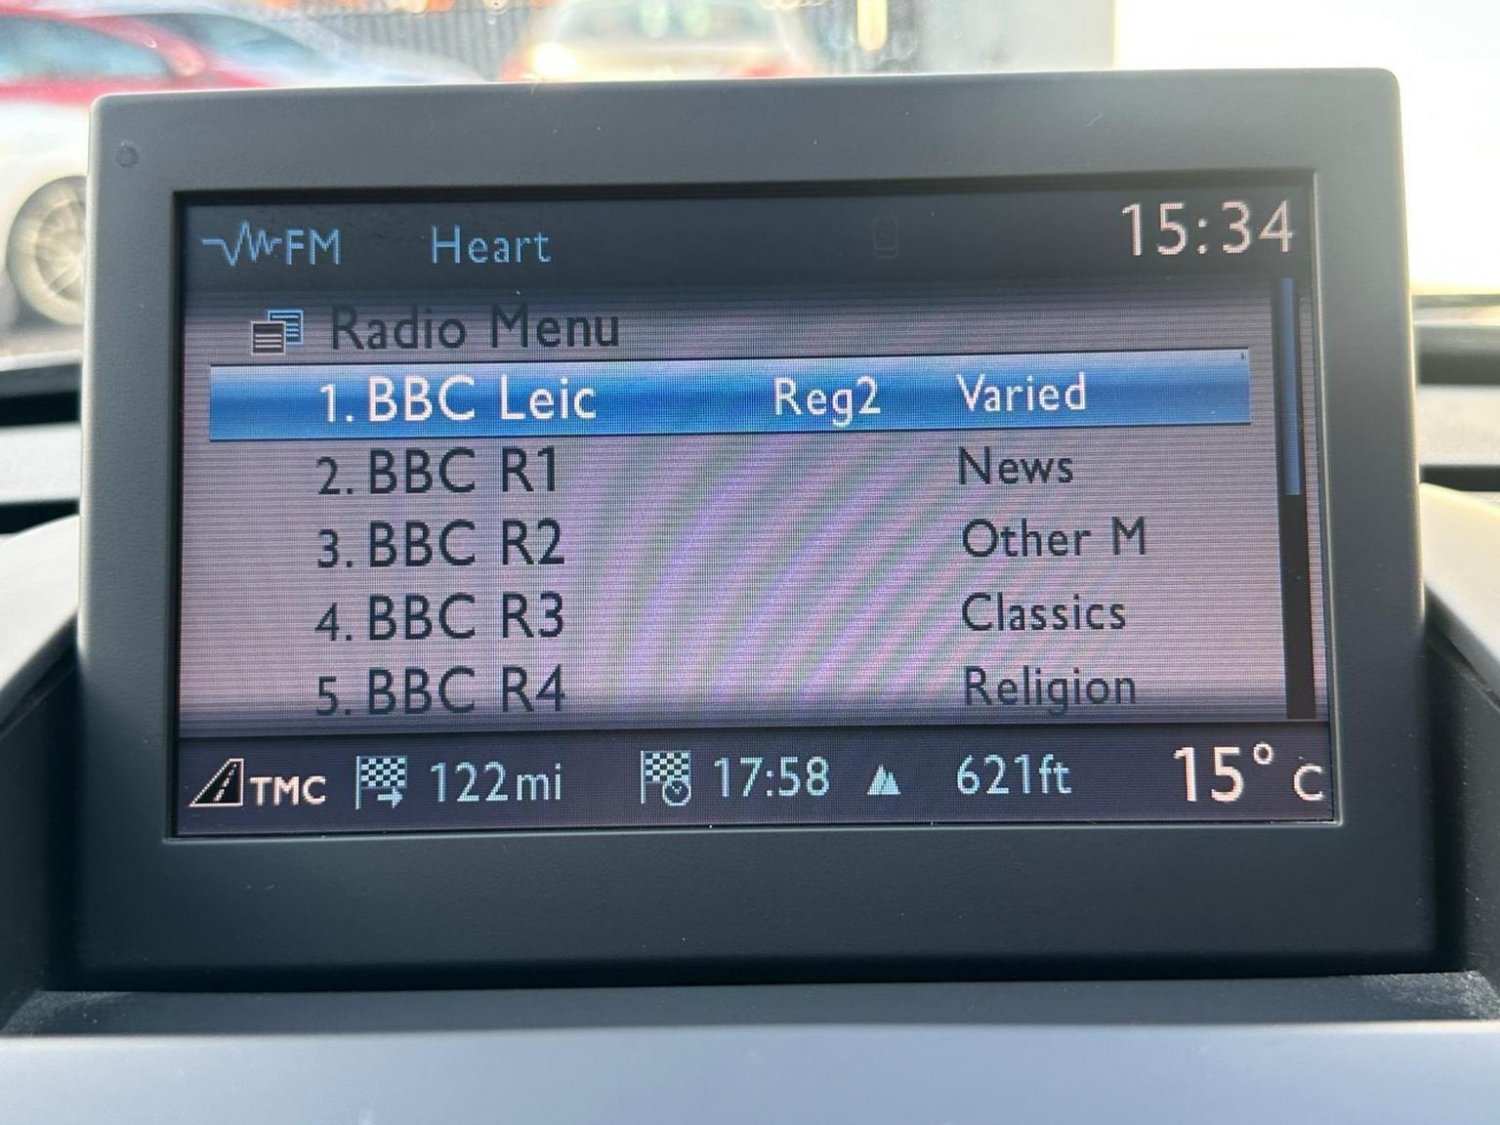 FM Heart 15:34
Radio Menu
1. BBC Leic Reg2 Varied
2. BBC R1 News
3. BBC R2 Other M
4. BBC R3 Classics
5. BBC R4 Religion
TMC 122mi 17:58 621ft 15° C